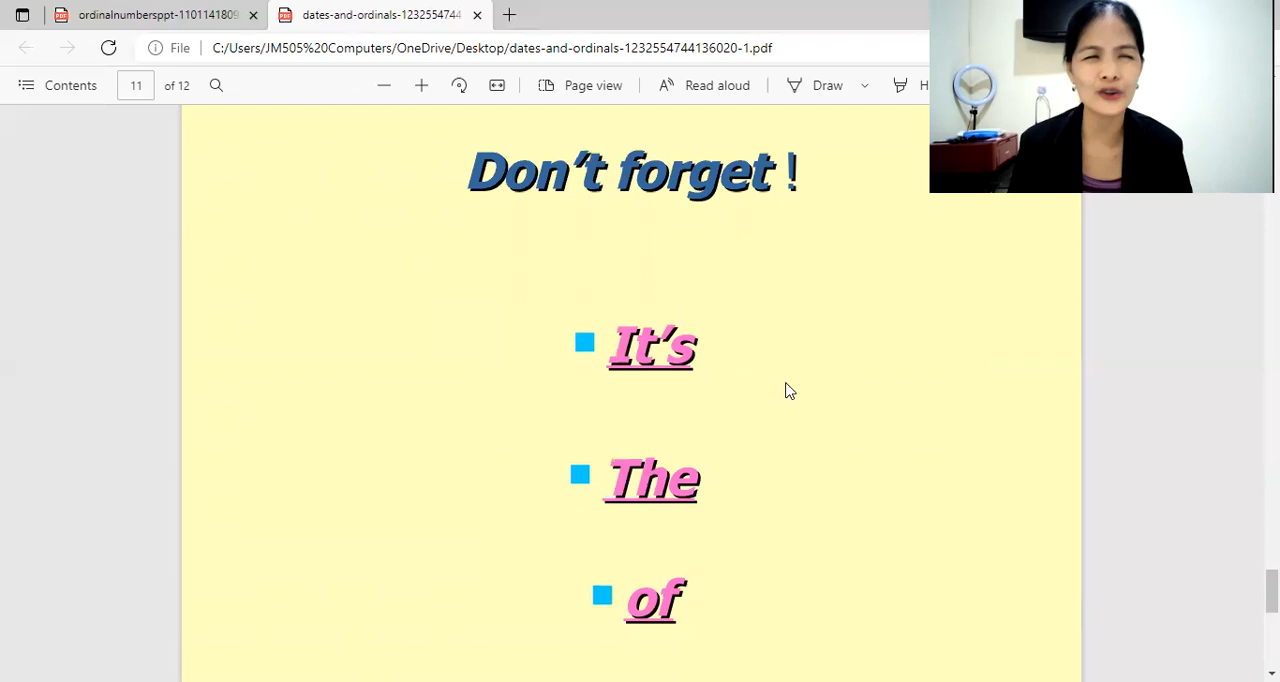 ordinalnumbersppt-1101141809
dates-and-ordinals-1232554744
File
C:/Users/JM505%20Computers/OneDrive/Desktop/dates-and-ordinals-1232554744136020-1.pdf
Contents
11 of 12
Page view
Read aloud
Draw
H
Don't forget !
It's
The
of